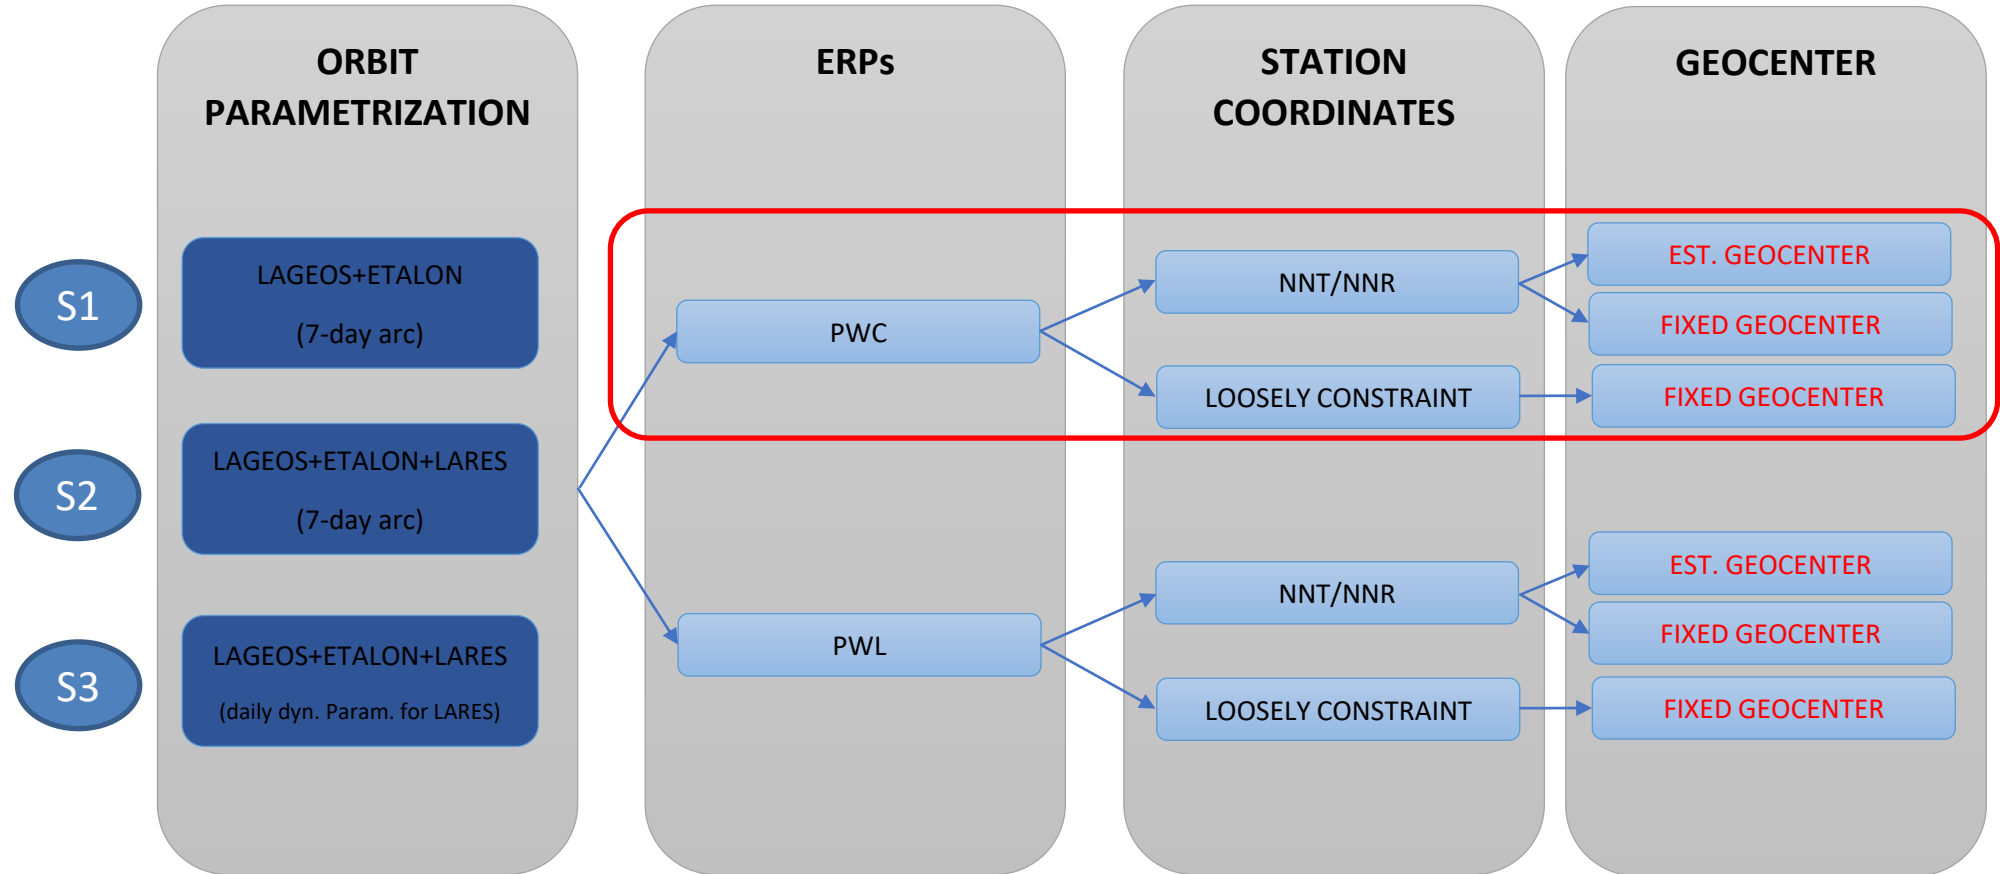 ORBIT
PARAMETRIZATION
ERPs
STATION
COORDINATES
GEOCENTER
S1
LAGEOS+ETALON
(7-day arc)
S2
LAGEOS+ETALON+LARES
(7-day arc)
S3
LAGEOS+ETALON+LARES
(daily dyn. Param. for LARES)
PWC
PWL
NNT/NNR
LOOSELY CONSTRAINT
NNT/NNR
LOOSELY CONSTRAINT
EST. GEOCENTER
FIXED GEOCENTER
FIXED GEOCENTER
EST. GEOCENTER
FIXED GEOCENTER
FIXED GEOCENTER